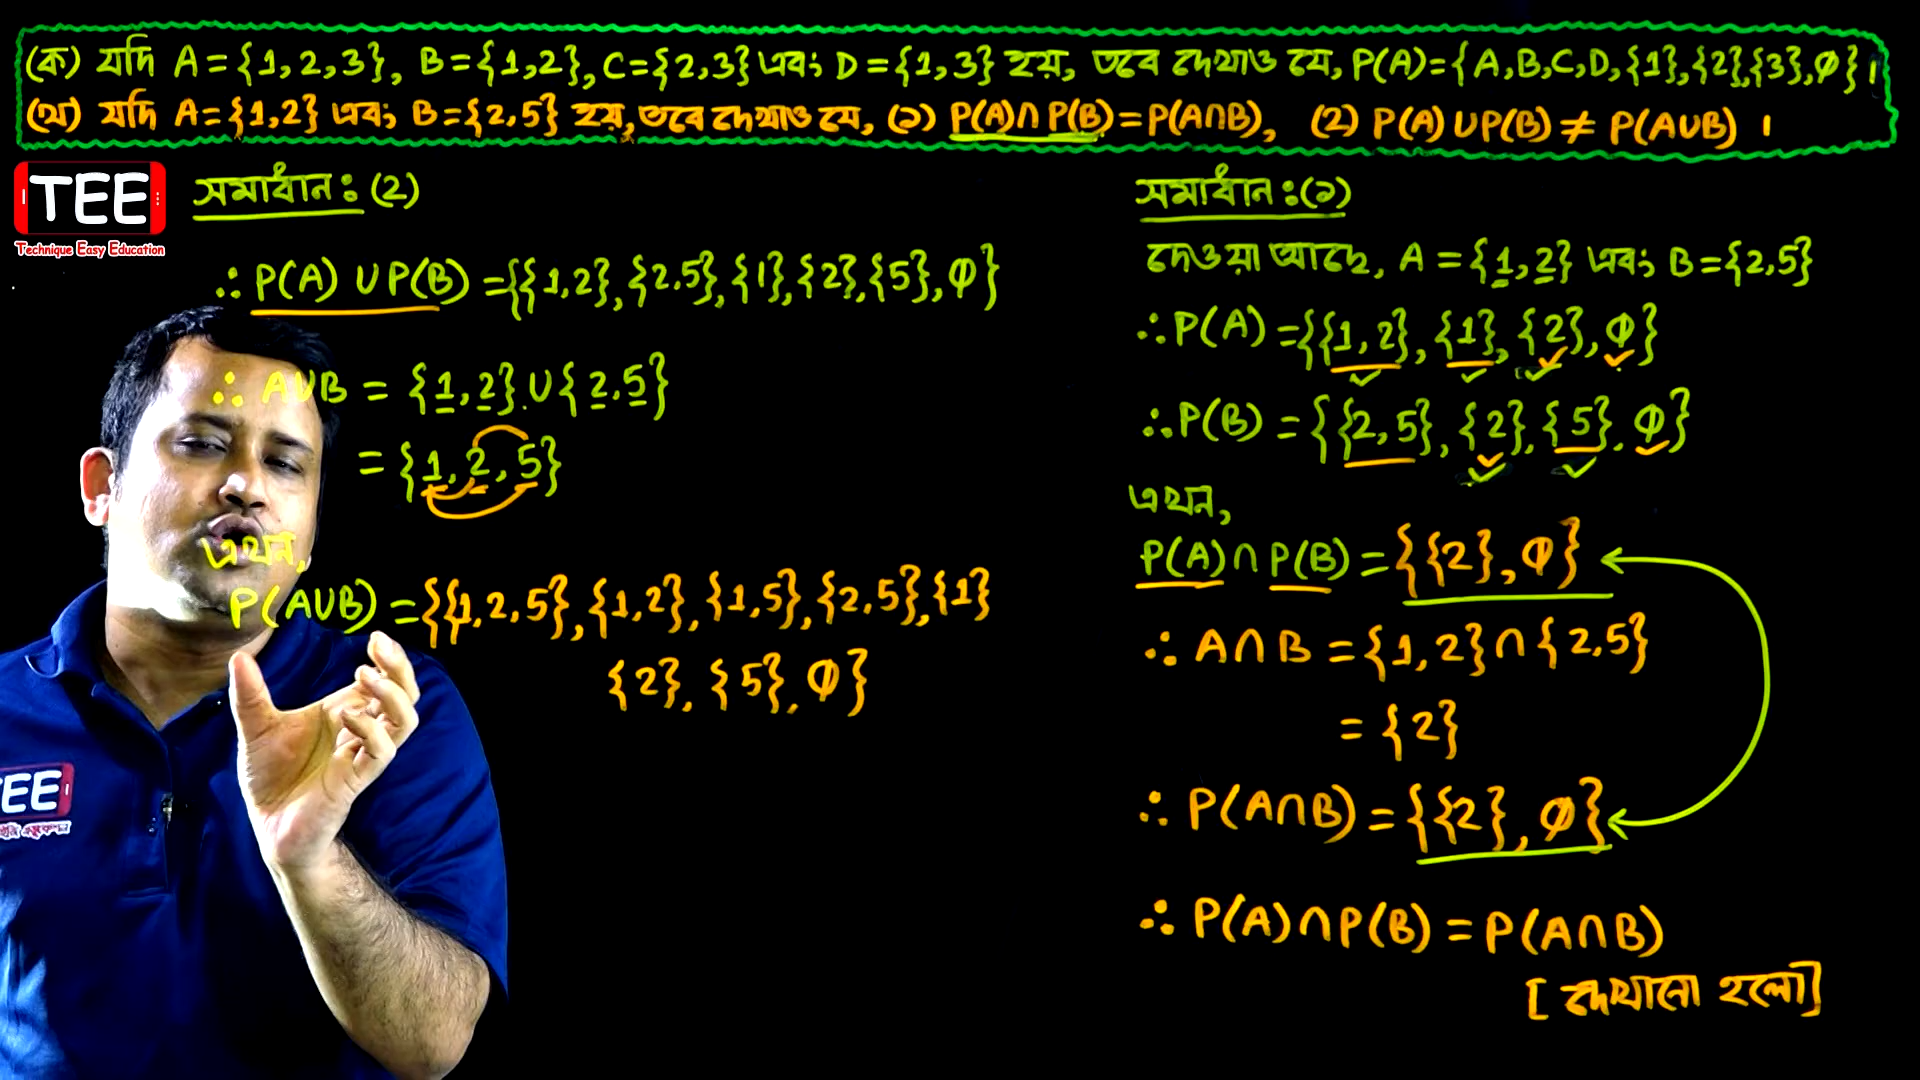 (ক) যদি A={1,2,3}, B={1,2}, C={2,3} এবং D={1,3} হয়, তবে দেখাও যে, P(A)={A,B,C,D,{1},{2},{3},Φ}।
(খ) যদি A={1,2} এবং B={2,5} হয়, তবে দেখাও যে, (১) P(A)∩P(B)=P(A∩B), (2) P(A)∪P(B)≠P(A∪B)।
TEE
Technique Easy Education
সমাধান: (2)
∴ P(A)∪P(B)={{1,2},{2,5},{1},{2},{5},Φ}
∴ A∪B = {1,2}∪{2,5}
= {1,2,5}
এখন,
P(A∪B)={{1,2,5},{1,2},{1,5},{2,5},{1}
{2},{5},Φ}
সমাধান:(১)
দেওয়া আছে, A={1,2} এবং B={2,5}
∴P(A)={{1,2},{1},{2},Φ}
∴P(B)={{2,5},{2},{5},Φ}
এখন,
P(A)∩P(B)={{2},Φ}
∴ A∩B={1,2}∩{2,5}
={2}
∴ P(A∩B)={{2},Φ}
∴ P(A)∩P(B)=P(A∩B)
[দেখানো হলো]
EE